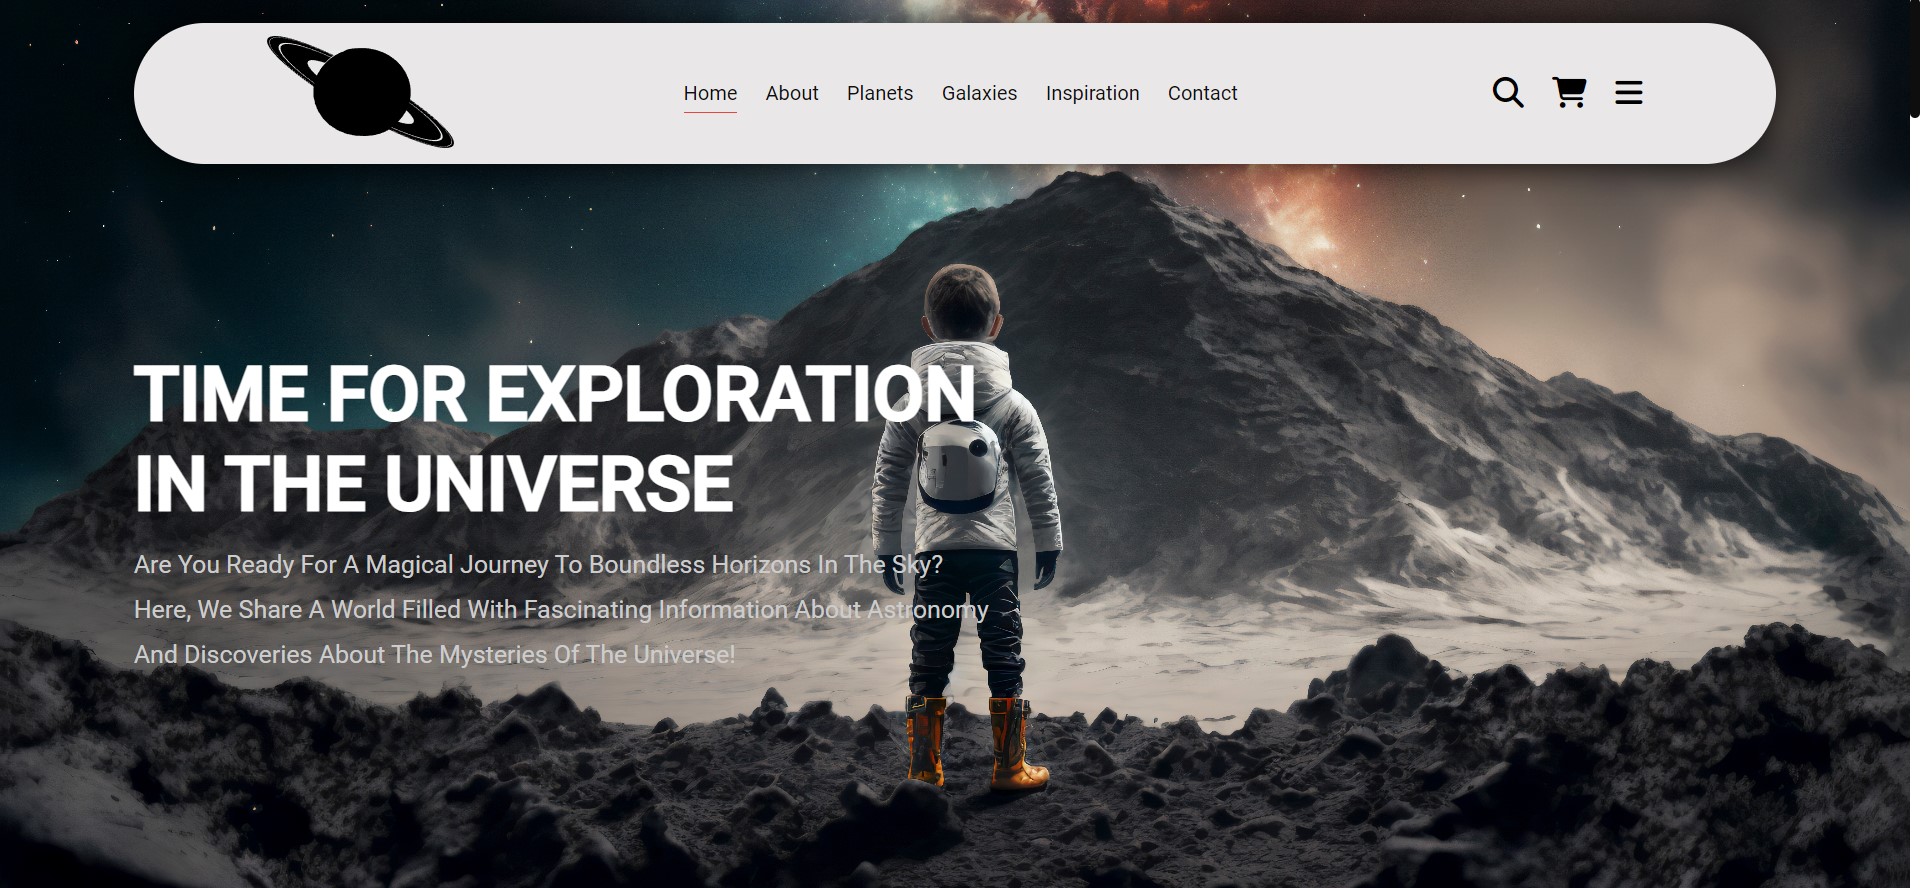 Home About Planets Galaxies Inspiration Contact
TIME FOR EXPLORATION
IN THE UNIVERSE
Are You Ready For A Magical Journey To Boundless Horizons In The Sky?
Here, We Share A World Filled With Fascinating Information About Astronomy
And Discoveries About The Mysteries Of The Universe!